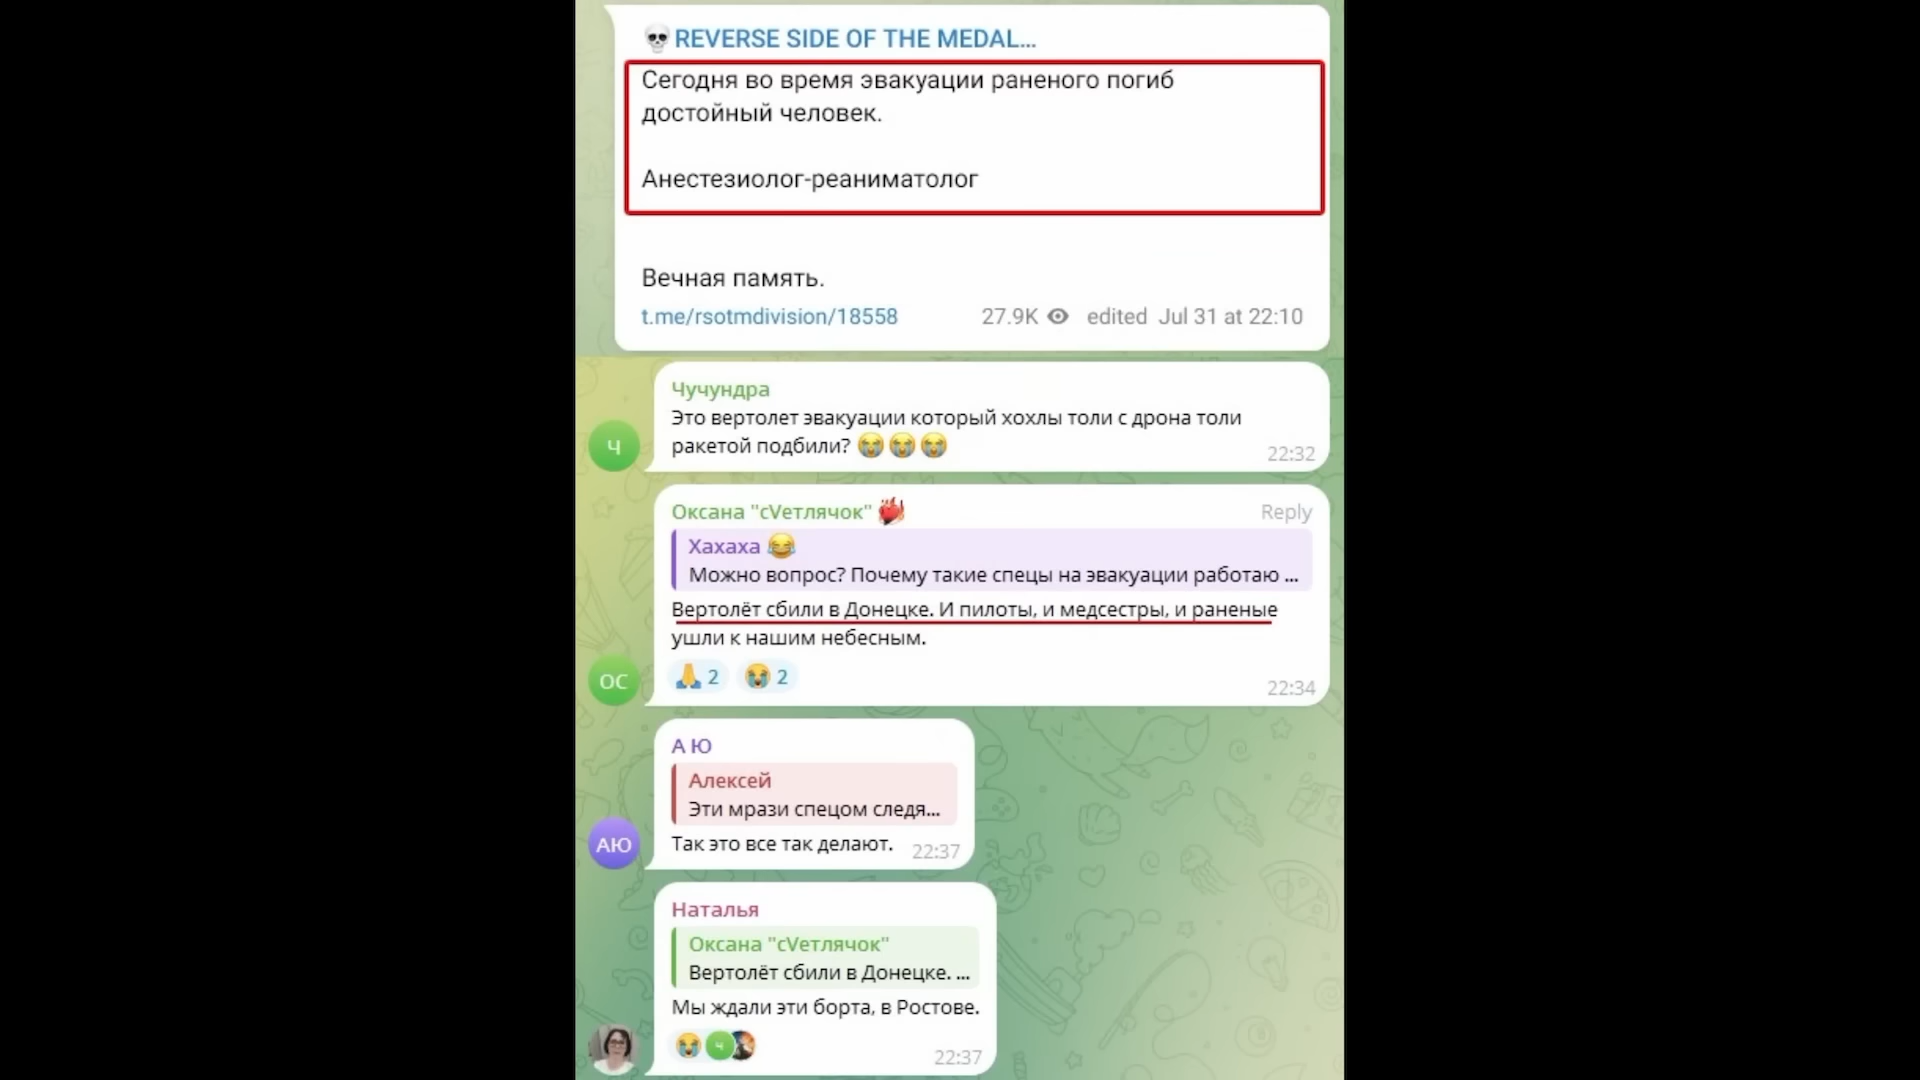 REVERSE SIDE OF THE MEDAL...
Сегодня во время эвакуации раненого погиб
достойный человек.
Анестезиолог-реаниматолог
Вечная память.
t.me/rsotmdivision/18558 27.9K edited Jul 31 at 22:10
Чучундра
Это вертолет эвакуации который хохлы толи с дрона толи
ракетой подбили? 😭😭😭
22:32
Ч
Оксана "сVетлячок" Reply
Хахаха 😂
Можно вопрос? Почему такие спецы на эвакуации работаю ...
Вертолёт сбили в Донецке. И пилоты, и медсестры, и раненые
ушли к нашим небесным.
🙏 2 😭 2
22:34
ОС
А Ю
Алексей
Эти мрази спецом следя...
Так это все так делают. 22:37
АЮ
Наталья
Оксана "сVетлячок"
Вертолёт сбили в Донецке. ...
Мы ждали эти борта, в Ростове.
😭 Ч
22:37